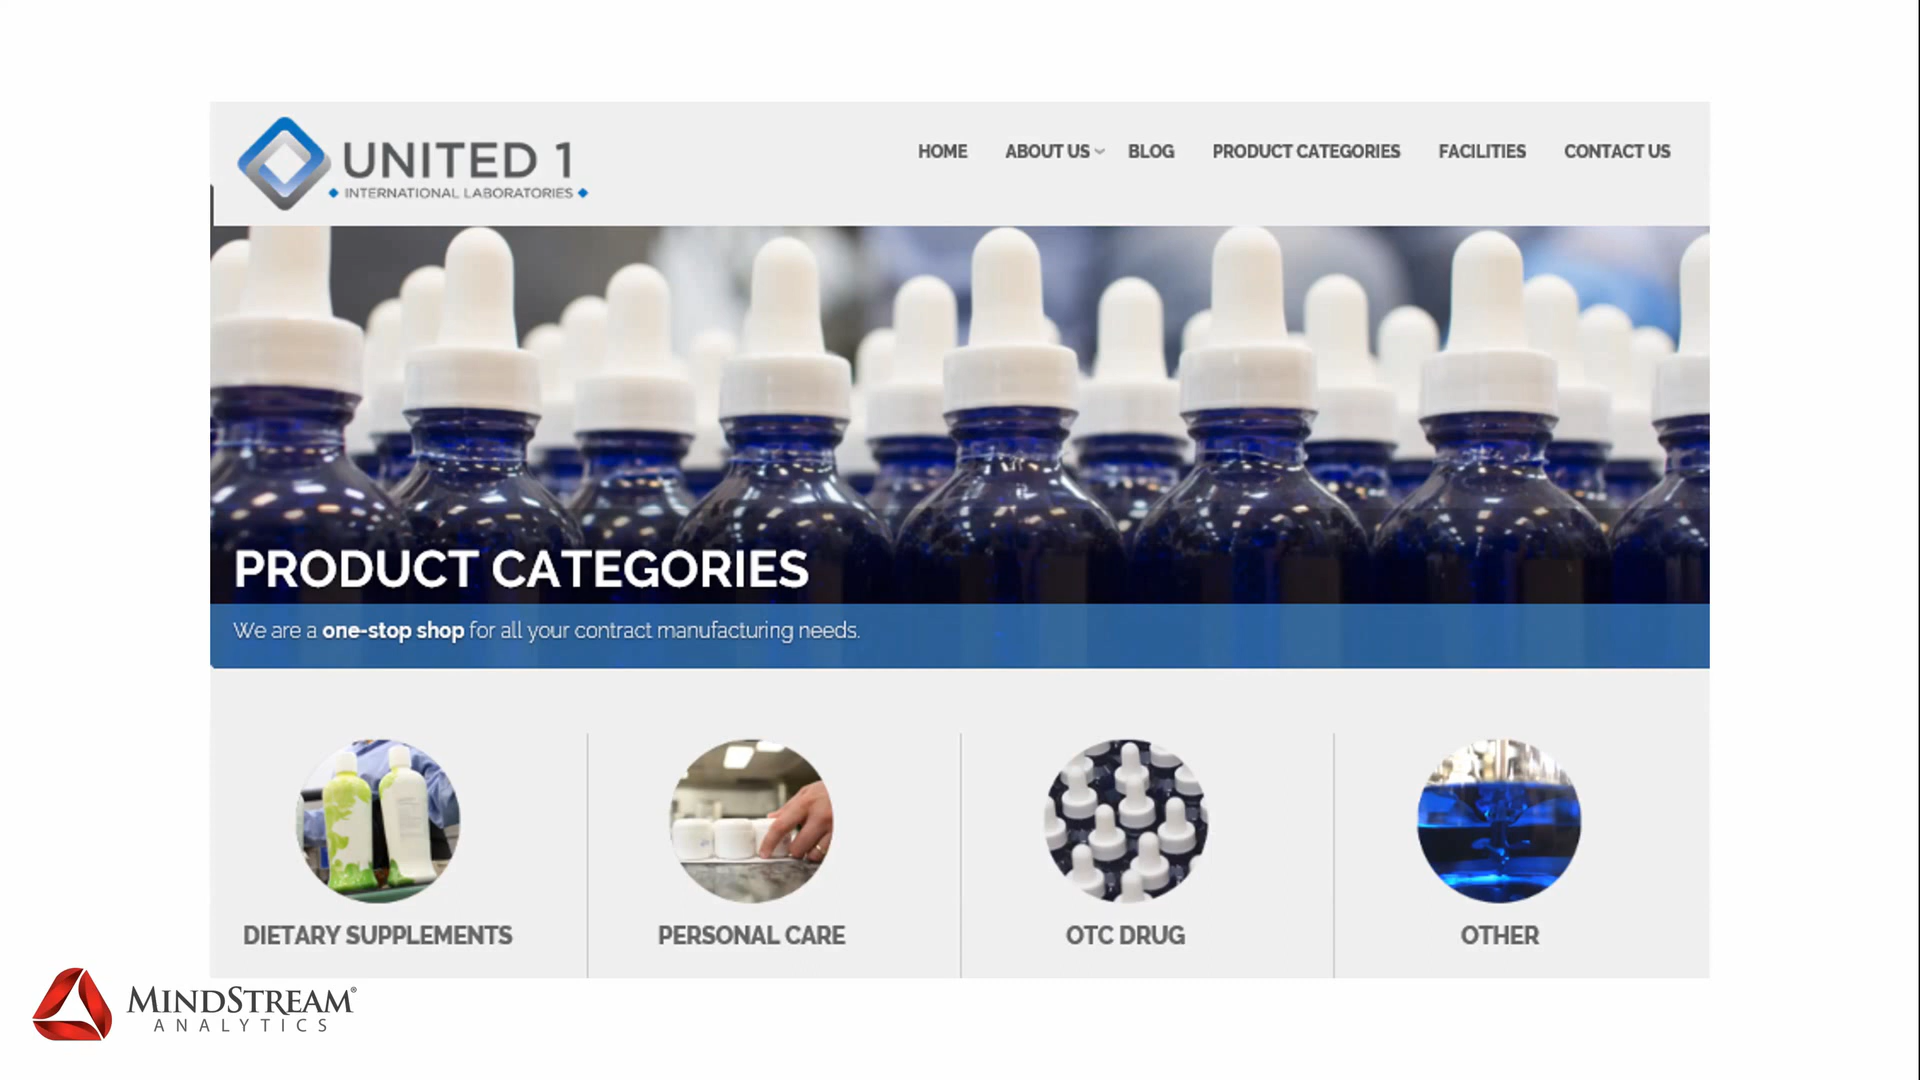 UNITED 1
INTERNATIONAL LABORATORIES
HOME ABOUT US BLOG PRODUCT CATEGORIES FACILITIES CONTACT US
PRODUCT CATEGORIES
We are a one-stop shop for all your contract manufacturing needs.
DIETARY SUPPLEMENTS PERSONAL CARE OTC DRUG OTHER
MINDSTREAM®
ANALYTICS